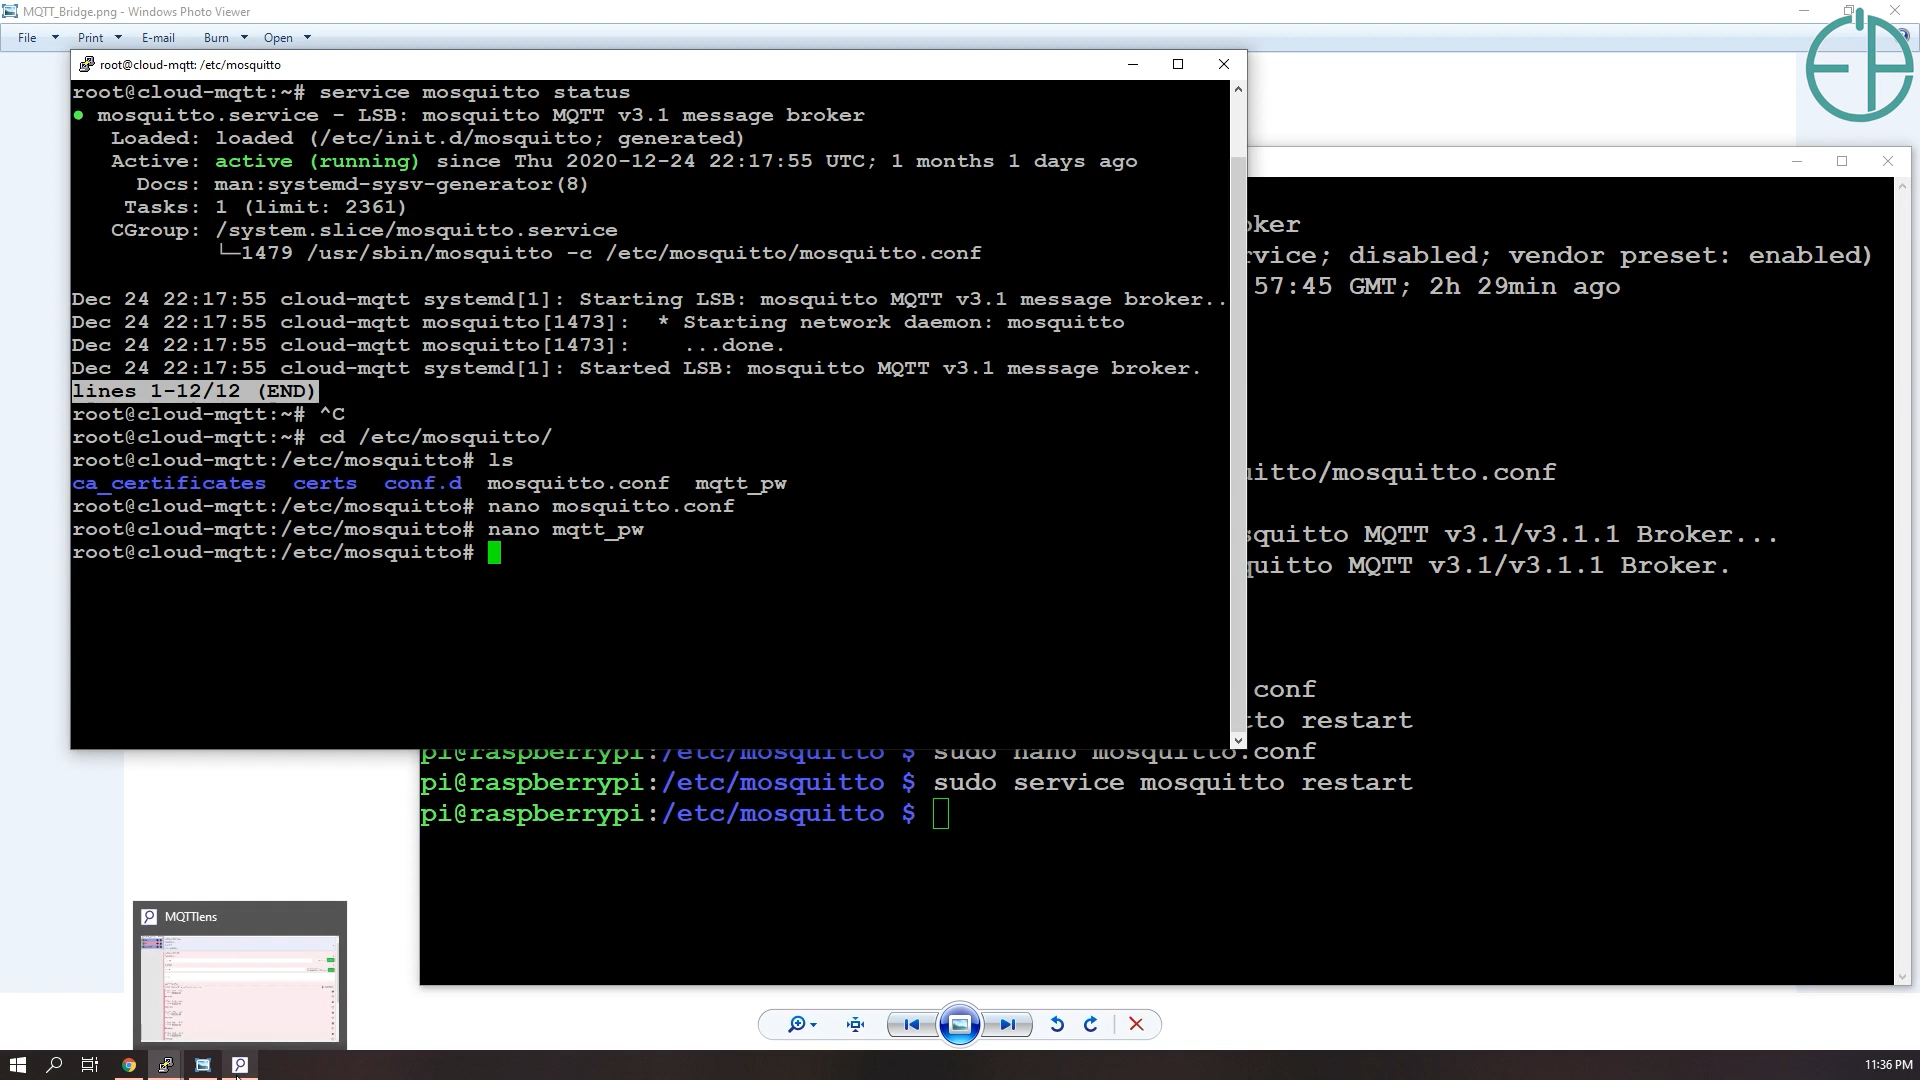 MQTT_Bridge.png - Windows Photo Viewer
File Print E-mail Burn Open
root@cloud-mqtt: /etc/mosquitto
root@cloud-mqtt:~# service mosquitto status
● mosquitto.service - LSB: mosquitto MQTT v3.1 message broker
Loaded: loaded (/etc/init.d/mosquitto; generated)
Active: active (running) since Thu 2020-12-24 22:17:55 UTC; 1 months 1 days ago
Docs: man:systemd-sysv-generator(8)
Tasks: 1 (limit: 2361)
CGroup: /system.slice/mosquitto.service
└─1479 /usr/sbin/mosquitto -c /etc/mosquitto/mosquitto.conf
Dec 24 22:17:55 cloud-mqtt systemd[1]: Starting LSB: mosquitto MQTT v3.1 message broker..
Dec 24 22:17:55 cloud-mqtt mosquitto[1473]:  * Starting network daemon: mosquitto
Dec 24 22:17:55 cloud-mqtt mosquitto[1473]:    ...done.
Dec 24 22:17:55 cloud-mqtt systemd[1]: Started LSB: mosquitto MQTT v3.1 message broker.
lines 1-12/12 (END)
root@cloud-mqtt:~# ^C
root@cloud-mqtt:~# cd /etc/mosquitto/
root@cloud-mqtt:/etc/mosquitto# ls
ca_certificates certs conf.d mosquitto.conf mqtt_pw
root@cloud-mqtt:/etc/mosquitto# nano mosquitto.conf
root@cloud-mqtt:/etc/mosquitto# nano mqtt_pw
root@cloud-mqtt:/etc/mosquitto#
oker
rvice; disabled; vendor preset: enabled)
57:45 GMT; 2h 29min ago
uitto/mosquitto.conf
squitto MQTT v3.1/v3.1.1 Broker...
quitto MQTT v3.1/v3.1.1 Broker.
conf
tto restart
pi@raspberrypi:/etc/mosquitto $ sudo nano mosquitto.conf
pi@raspberrypi:/etc/mosquitto $ sudo service mosquitto restart
pi@raspberrypi:/etc/mosquitto $
MQTTlens
11:36 PM